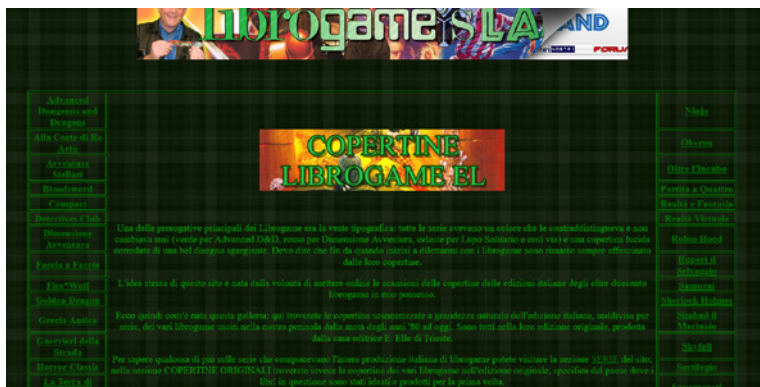 librogame's LAND
FORUM
COPERTINE
LIBROGAME EL
Advanced
Dungeons and
Dragons
Alla Corte di Re
Artù
Avventure
Stellari
Bloodsword
Compact
Detectives Club
Dimensione
Avventura
Faccia a Faccia
Fire*Wolf
Golden Dragon
Grecia Antica
Guerrieri della
Strada
Horror Classic
La Terra di
Una delle prerogative principali dei Librogame era la veste tipografica: tutte le serie avevano un colore che le contraddistingueva e non
cambiava mai (verde per Advanced D&D, rosso per Dimensione Avventura, celeste per Lupo Solitario e così via) e una copertina lucida
corredata di una bel disegno sgargiante. Devo dire che fin da quando iniziai a dilettarmi con i librogame sono rimasto sempre affascinato
dalle loro copertine.
L'idea stessa di questo sito è nata dalla volontà di mettere online le scansioni delle copertine delle edizioni italiane degli oltre duecento
librogame in mio possesso.
Ecco quindi com'è nata questa galleria: qui troverete le copertine scannerizzate a grandezza naturale dell'edizione italiana, suddivisa per
serie, dei vari librogame usciti nella nostra penisola dalla metà degli anni '80 ad oggi. Sono tutti nella loro edizione originale, prodotta
dalla casa editrice E. Elle di Trieste.
Per sapere qualcosa di più sulle serie che componevano l'intera produzione italiana di librogame potete visitare la sezione SERIE del sito;
nella sezione COPERTINE ORIGINALI troverete invece le copertine dei vari librogame nell'edizione originale, specifica del paese dove i
libri in questione sono stati ideati e prodotti per la prima volta.
Ninja
Oberon
Oltre l'Incubo
Partita a Quattro
Realtà e Fantasia
Realtà Virtuale
Robin Hood
Rupert il
Selvaggio
Samurai
Sherlock Holmes
Sinbad il
Marinaio
Skyfall
Sortilegio